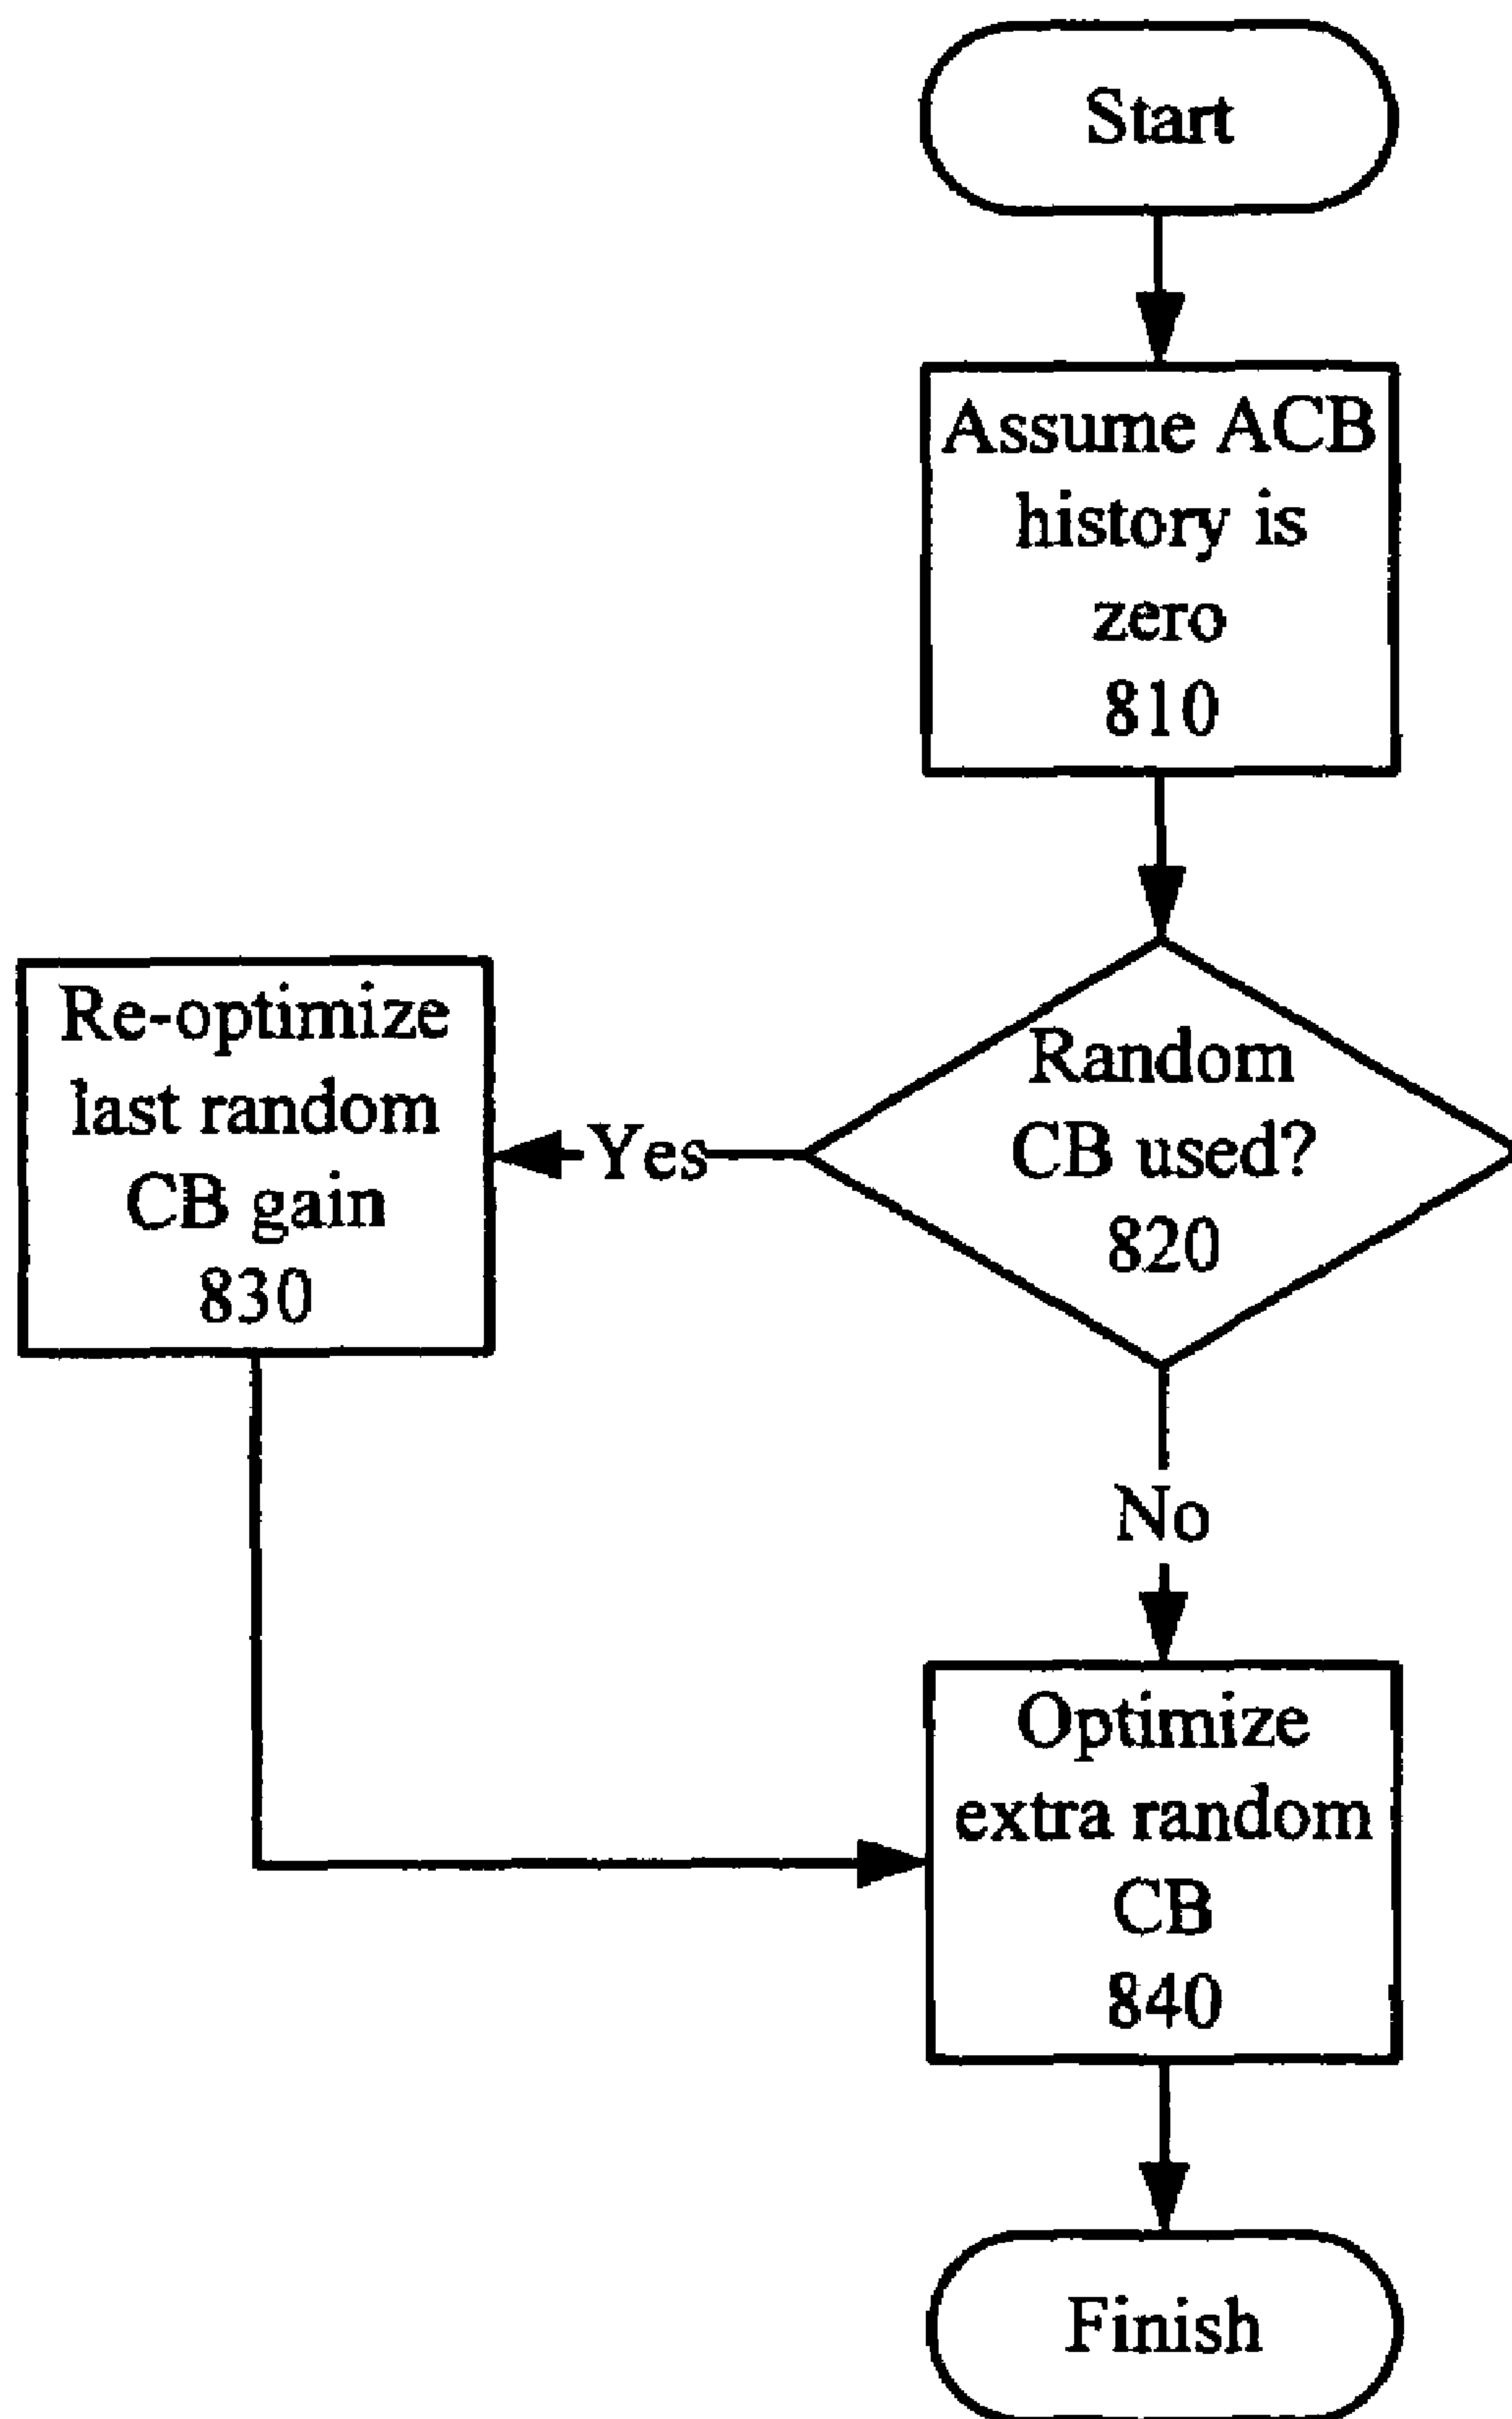 Start
Assume ACB
history is
zero
810
Random
CB used?
820
Yes
Re-optimize
last random
CB gain
830
No
Optimize
extra random
CB
840
Finish